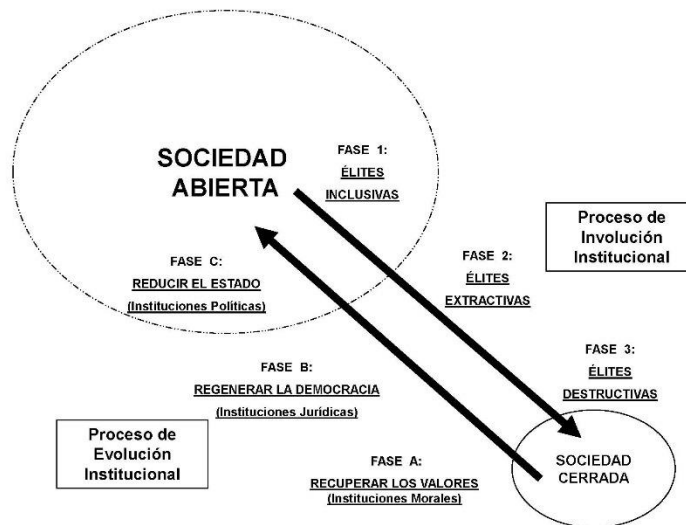 SOCIEDAD
ABIERTA
FASE 1:
ÉLITES
INCLUSIVAS
Proceso de
Involución
Institucional
FASE 2:
ÉLITES
EXTRACTIVAS
FASE C:
REDUCIR EL ESTADO
(Instituciones Políticas)
FASE 3:
ÉLITES
DESTRUCTIVAS
FASE B:
REGENERAR LA DEMOCRACIA
(Instituciones Jurídicas)
Proceso de
Evolución
Institucional
FASE A:
RECUPERAR LOS VALORES
(Instituciones Morales)
SOCIEDAD
CERRADA